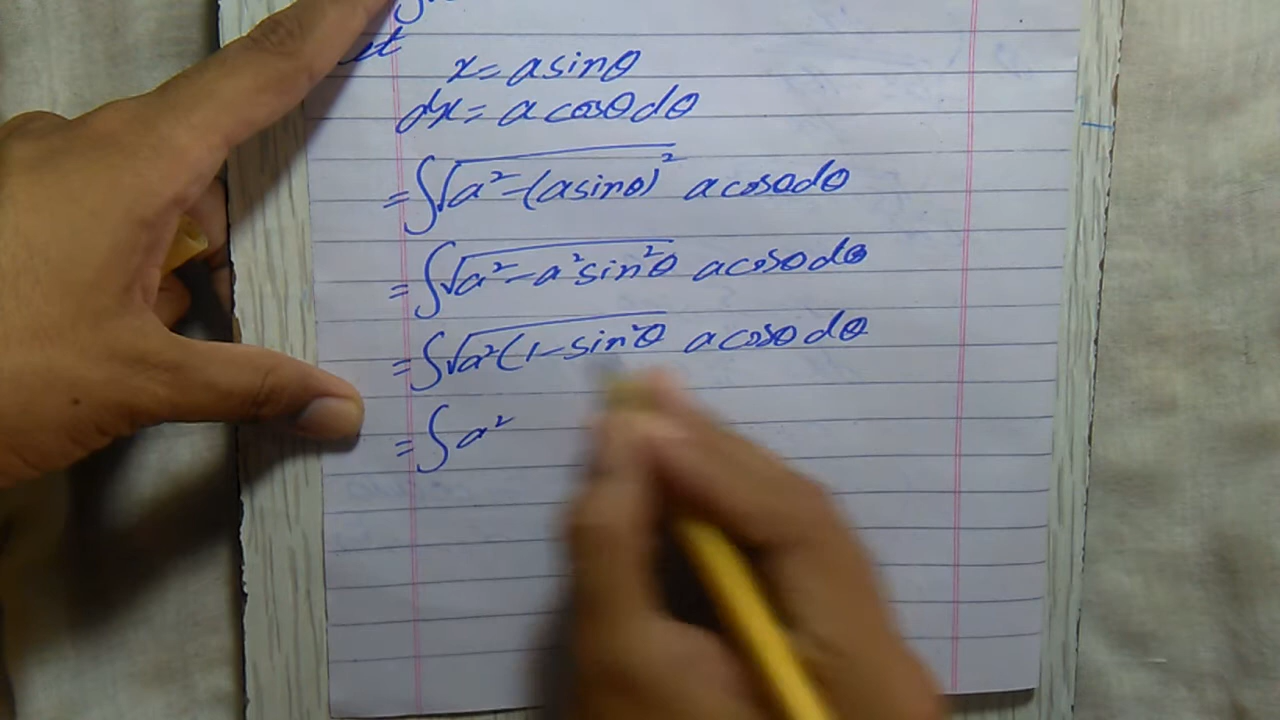 et
x = a sinθ
dx = a cosθ dθ
= ∫√a² - (a sinθ)² a cosθ dθ
= ∫√a² - a² sin²θ a cosθ dθ
= ∫√a² (1 - sin²θ a cosθ dθ
= ∫ a²